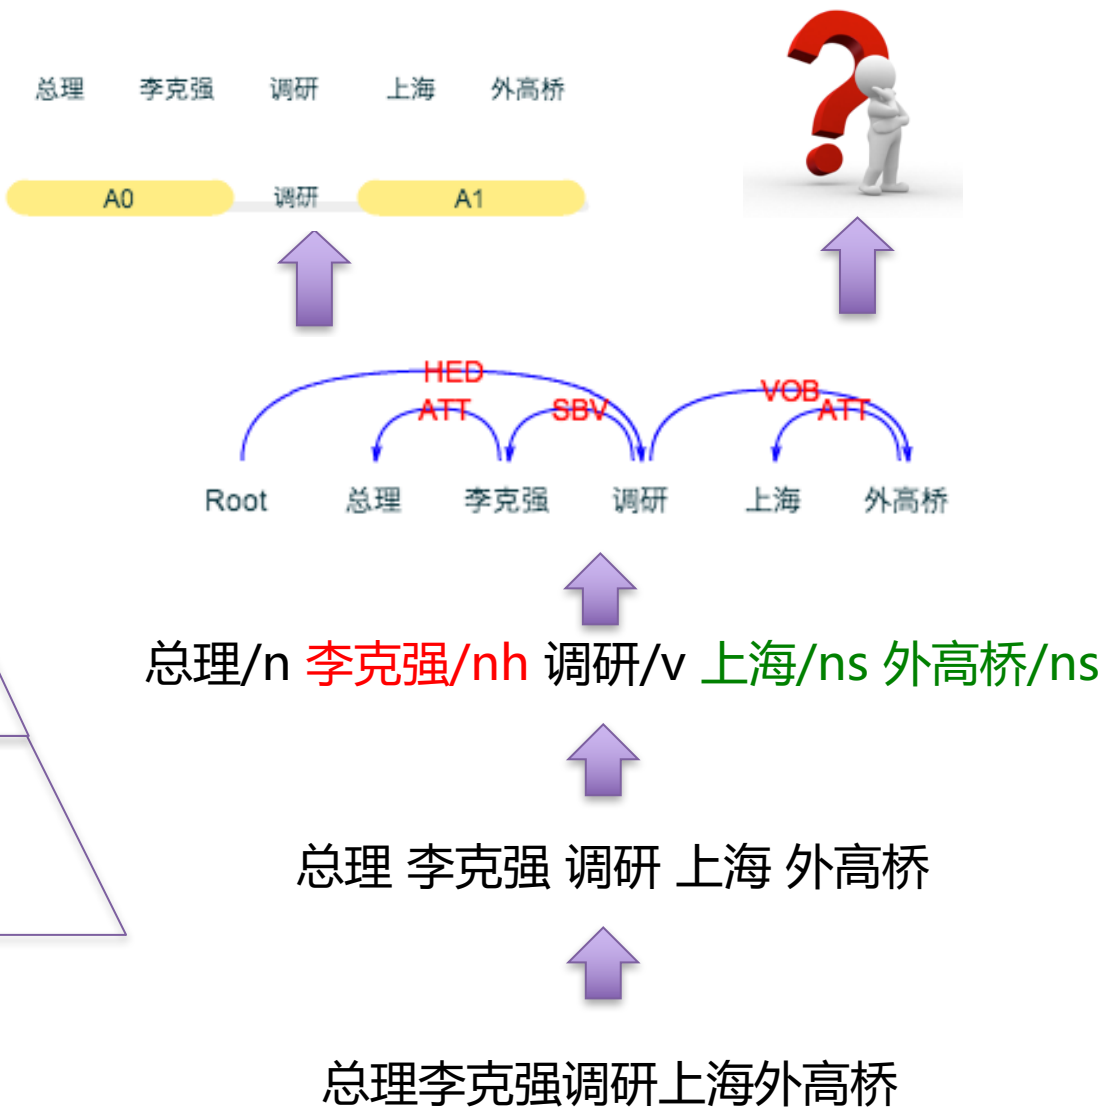 总理 李克强 调研 上海 外高桥
A0 调研 A1
HED
VOB
ATT SBV ATT
Root 总理 李克强 调研 上海 外高桥
总理/n 李克强/nh 调研/v 上海/ns 外高桥/ns
总理 李克强 调研 上海 外高桥
总理李克强调研上海外高桥